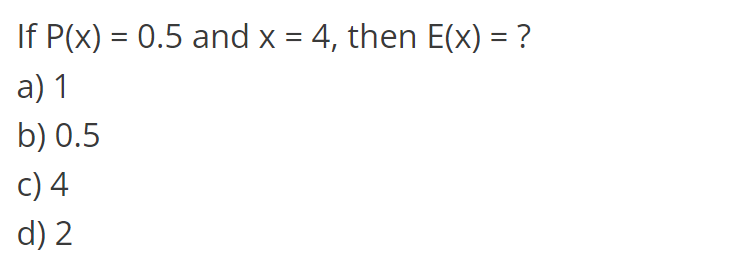 If P(x) = 0.5 and x = 4, then E(x) = ?
a) 1
b) 0.5
c) 4
d) 2